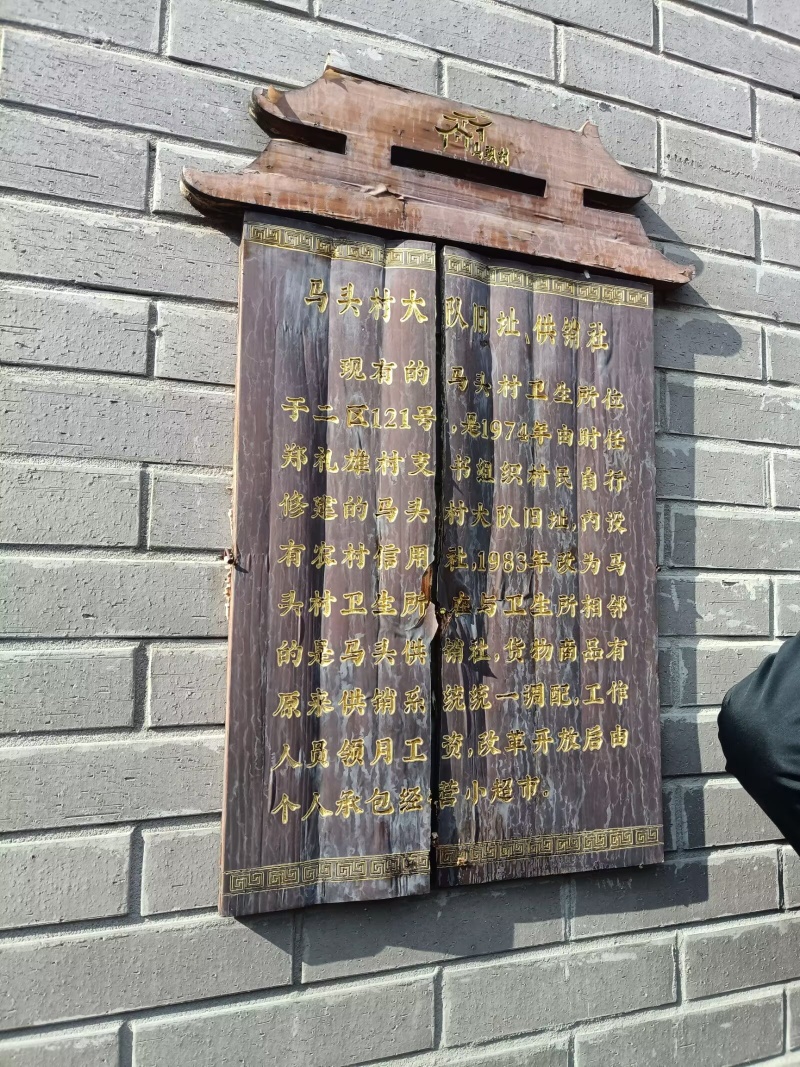 马头村
马头村大队旧址、供销社
现有的马头村卫生所位
于二区121号,是1974年由时任
郑礼雄村支书组织村民自行
修建的马头村大队旧址,内设
有农村信用社,1983年改为马
头村卫生所,在与卫生所相邻
的是马头供销社,货物商品有
原来供销系统统一调配,工作
人员领月工资,改革开放后由
个人承包经营小超市。